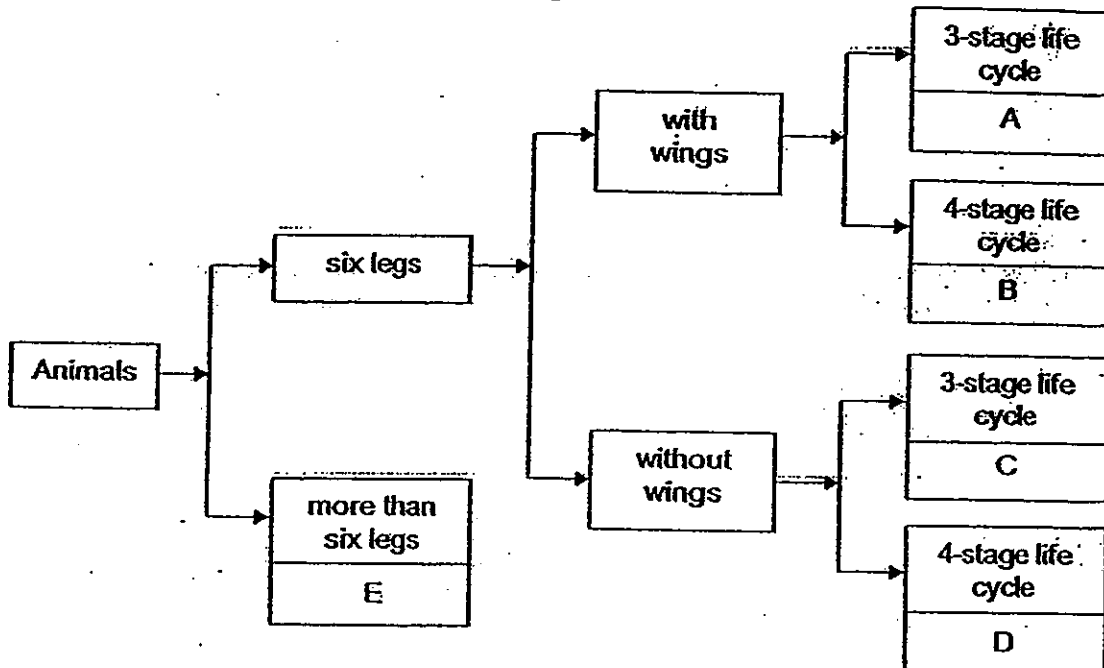 3-stage life
cycle
A
with
wings
4-stage life
cycle
B
six legs
Animals
3-stage life
cycle
C
without
wings
more than
six legs
E
4-stage life
cycle
D